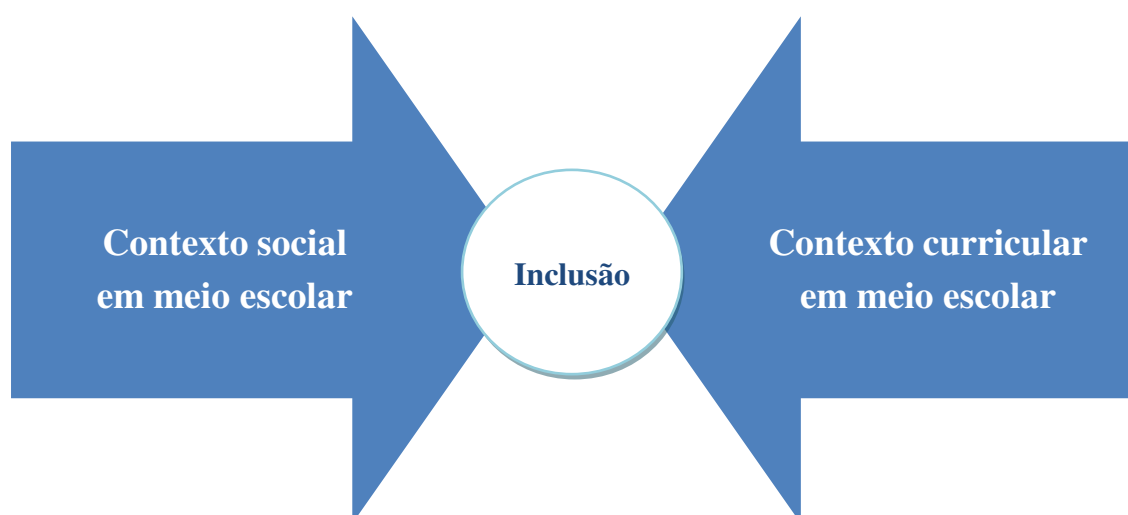 Contexto social
em meio escolar
Inclusão
Contexto curricular
em meio escolar